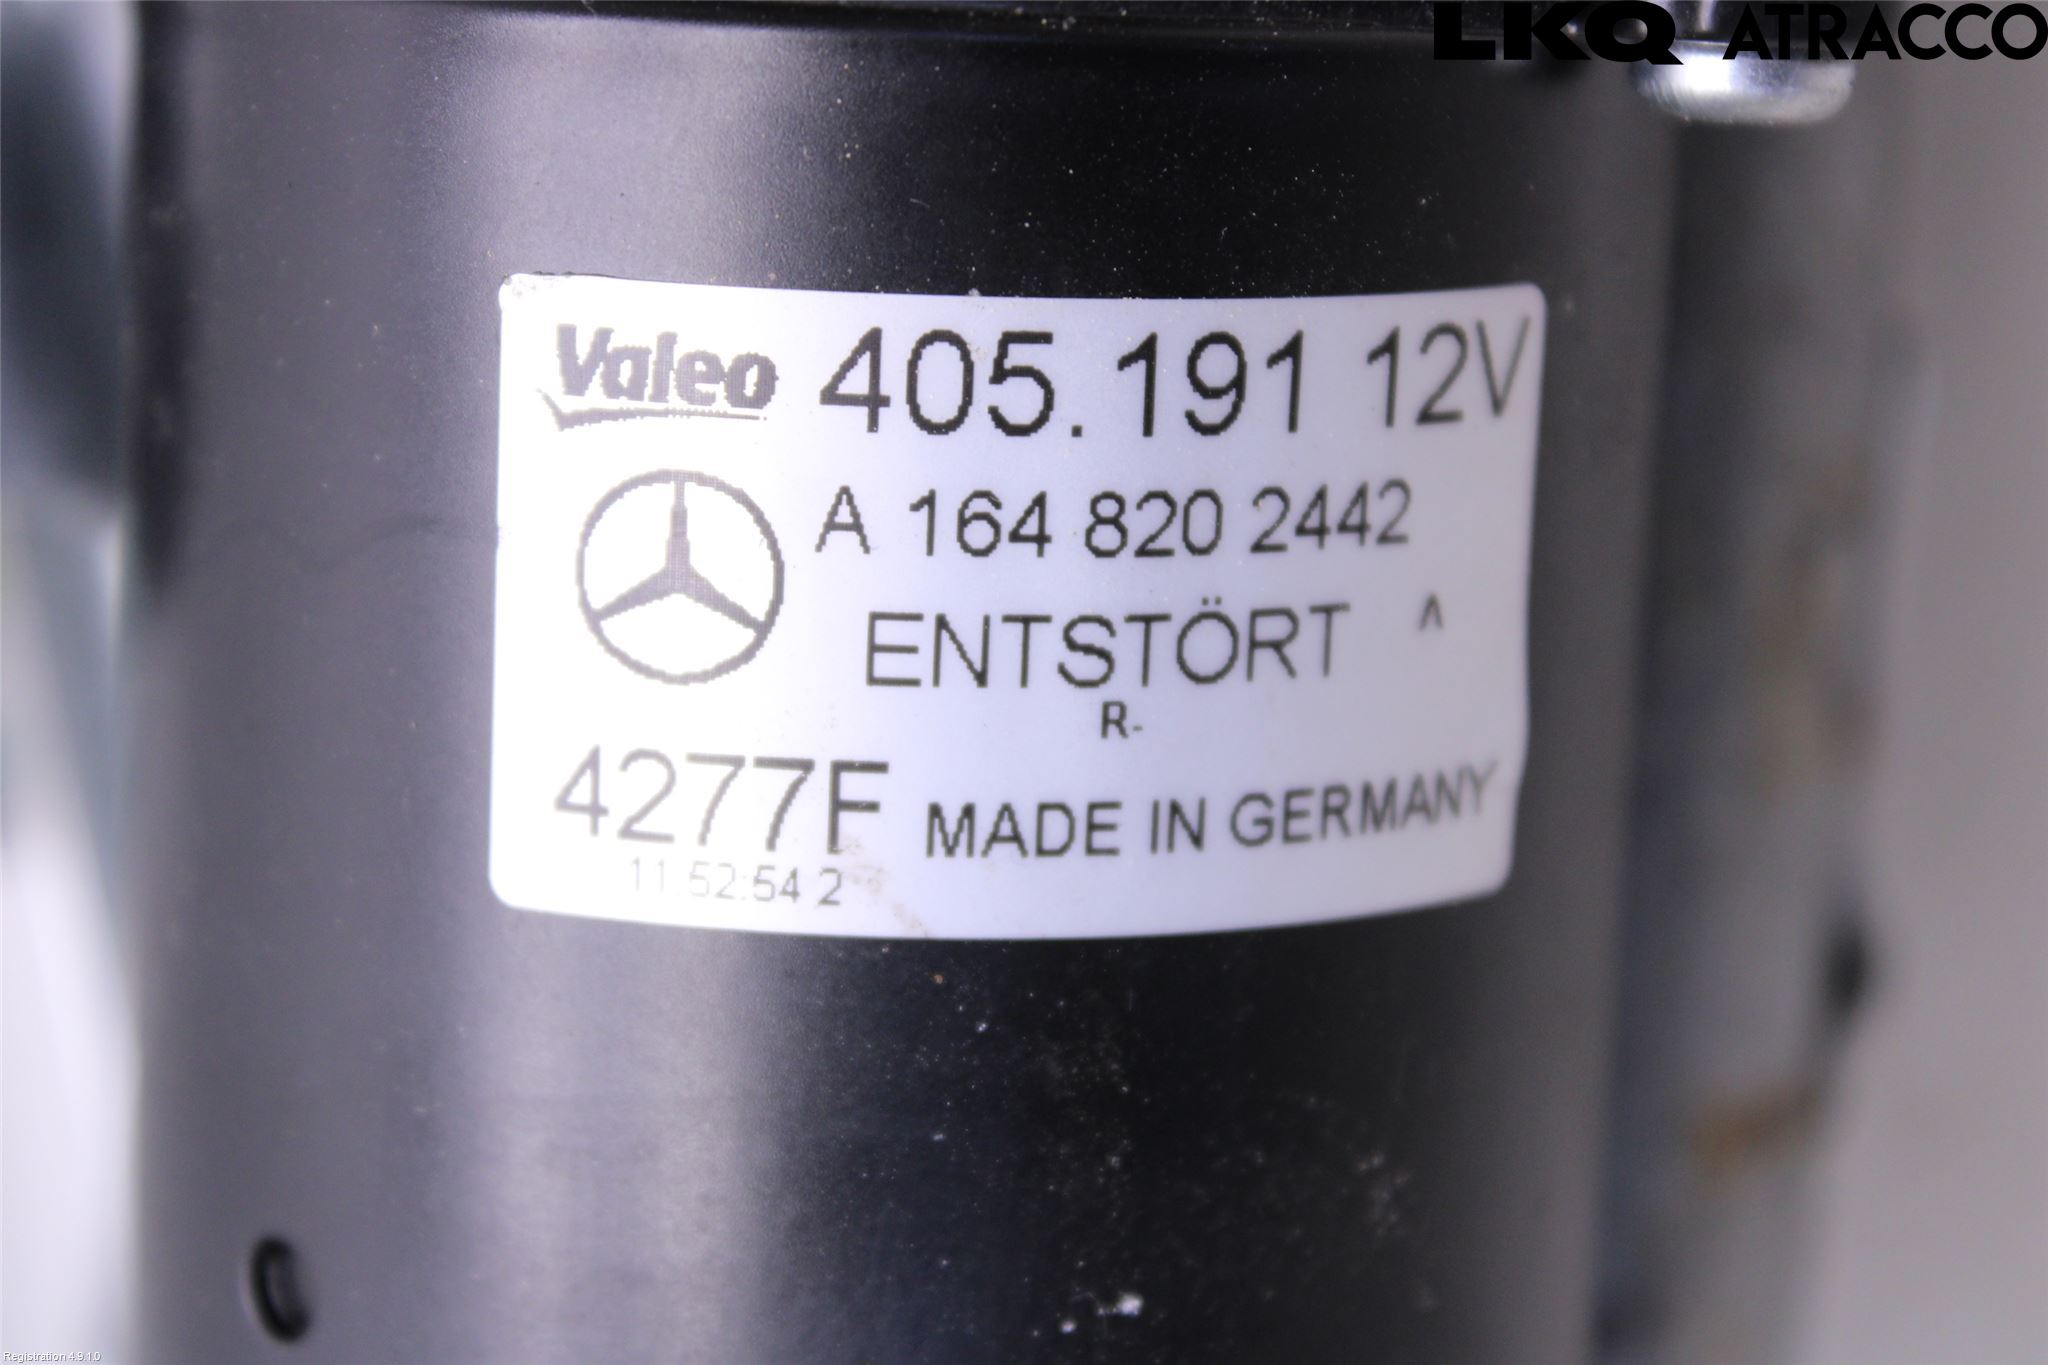 LKQ ATRACCO
Valeo 405.191 12V
A 164 820 2442
ENTSTÖRT ^
R-
4277F MADE IN GERMANY
11:52:54 2
Registration 4.9.1.0